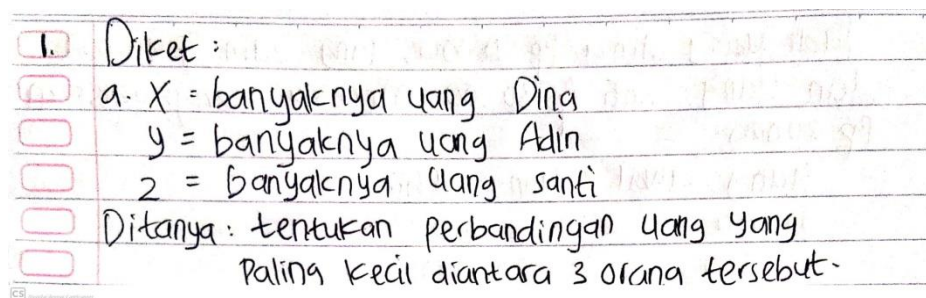 1. Diket :
a. X = banyaknya uang Dina
y = banyaknya uang Adin
z = banyaknya uang santi
Ditanya : tentukan perbandingan uang yang
Paling kecil diantara 3 orang tersebut.
CS